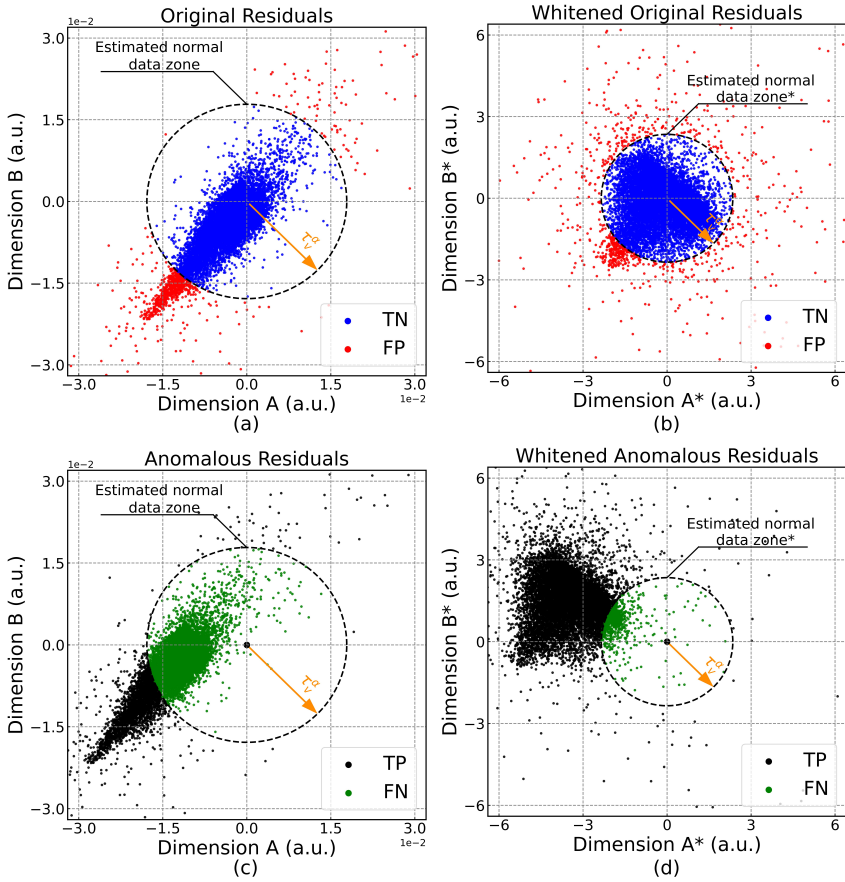 Original Residuals
1e−2
Estimated normal
data zone
3.0
1.5
0.0
−1.5
−3.0
Dimension B (a.u.)
τᵥᵅ
TN
FP
−3.0 −1.5 0.0 1.5 3.0
Dimension A (a.u.)
1e−2
(a)
Whitened Original Residuals
Estimated normal
data zone*
6
3
0
−3
−6
Dimension B* (a.u.)
TN
FP
−6 −3 0 3 6
Dimension A* (a.u.)
(b)
Anomalous Residuals
1e−2
Estimated normal
data zone
3.0
1.5
0.0
−1.5
−3.0
Dimension B (a.u.)
τᵥᵅ
TP
FN
−3.0 −1.5 0.0 1.5 3.0
Dimension A (a.u.)
1e−2
(c)
Whitened Anomalous Residuals
Estimated normal
data zone*
6
3
0
−3
−6
Dimension B* (a.u.)
τᵥᵅ
TP
FN
−6 −3 0 3 6
Dimension A* (a.u.)
(d)